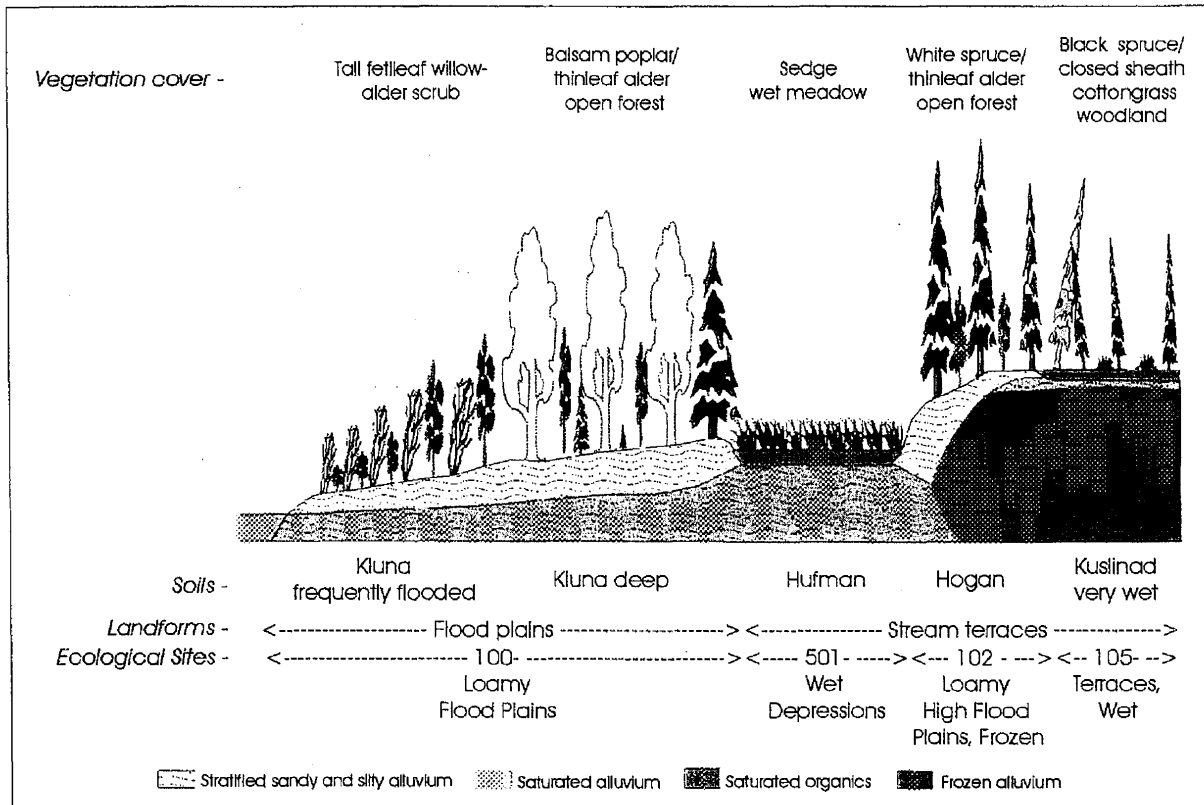 Vegetation cover -
Tall fetlleaf willow-
alder scrub
Balsam poplar/
thinleaf alder
open forest
Sedge
wet meadow
White spruce/
thinleaf alder
open forest
Black spruce/
closed sheath
cottongrass
woodland
Soils -
Kluna
frequently flooded
Kluna deep
Hufman
Hogan
Kuslinad
very wet
Landforms -
<---------------------- Flood plains ----------------------> <------------------ Stream terraces ------------------>
Ecological Sites - <-------------------------- 100- --------------------------> <----- 501- -----> <-- 102 - ---> <--105- -->
Loamy
Flood Plains
Wet
Depressions
Loamy
High Flood
Plains, Frozen
Terraces,
Wet
Stratified sandy and silty alluvium Saturated alluvium Saturated organics Frozen alluvium